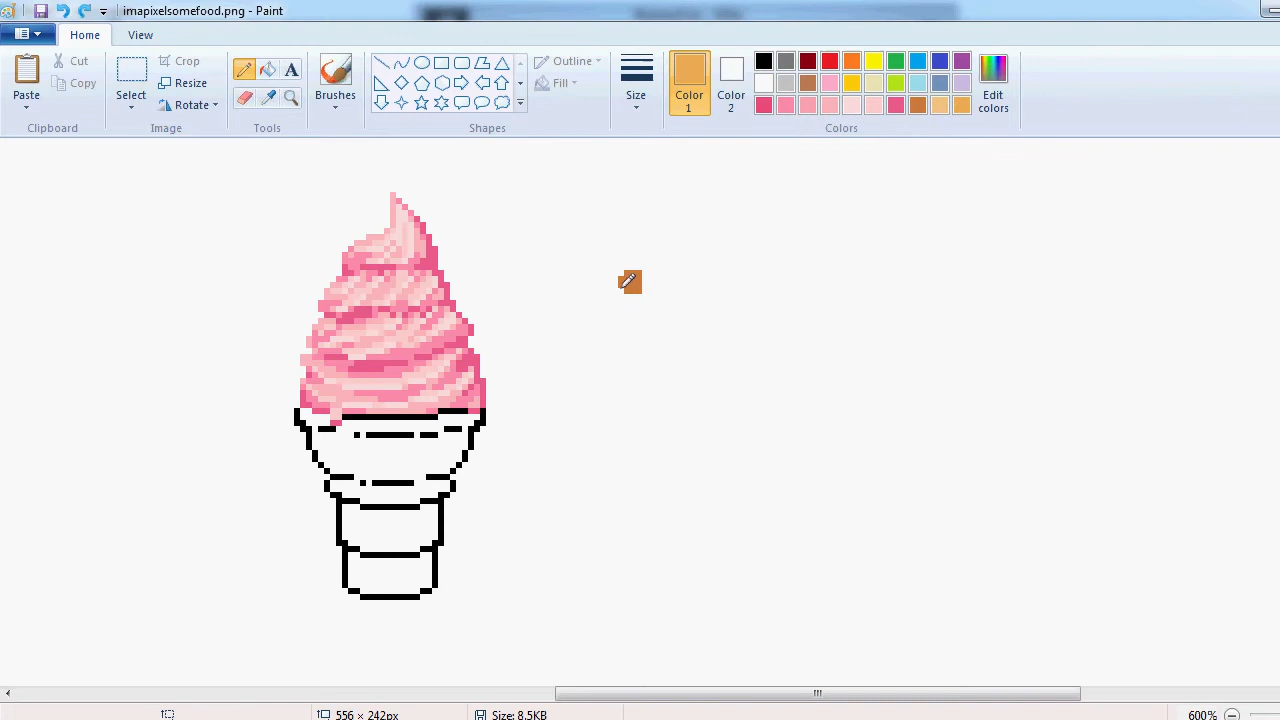 imapixelsomefood.png - Paint
Home View
Paste
Cut
Copy
Clipboard
Select
Crop
Resize
Rotate
Image
A
Tools
Brushes
Shapes
Outline
Fill
Size
Color 1
Color 2
Edit colors
Colors
556 × 242px
Size: 8.5KB
600%